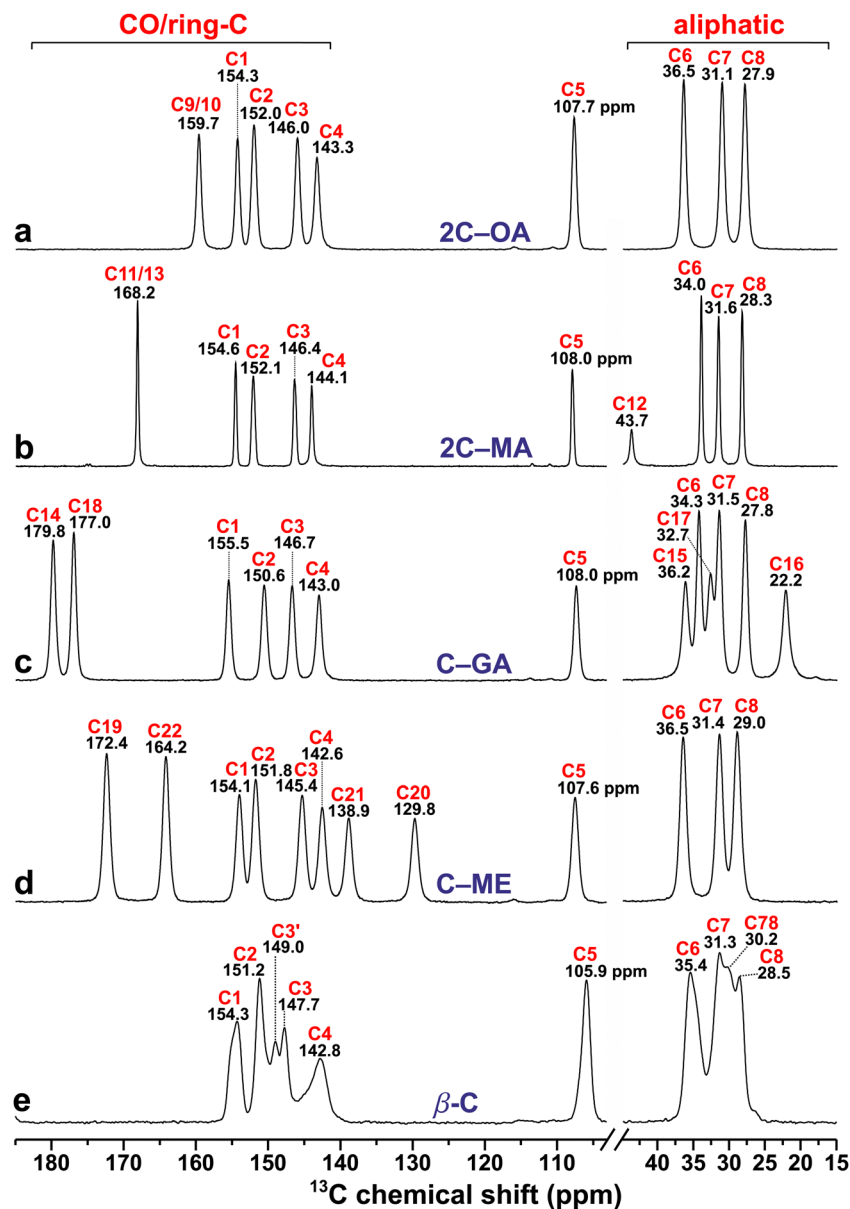 CO/ring-C
aliphatic
C9/10
159.7
C1
154.3
C2
152.0
C3
146.0
C4
143.3
C5
107.7 ppm
C6
36.5
C7
31.1
C8
27.9
a
2C–OA
C11/13
168.2
C1
154.6
C2
152.1
C3
146.4
C4
144.1
C5
108.0 ppm
C12
43.7
C6
34.0
C7
31.6
C8
28.3
b
2C–MA
C14
179.8
C18
177.0
C1
155.5
C2
150.6
C3
146.7
C4
143.0
C5
108.0 ppm
C15
36.2
C6
34.3
C17
32.7
C7
31.5
C8
27.8
C16
22.2
c
C–GA
C19
172.4
C22
164.2
C1
154.1
C2
151.8
C3
145.4
C4
142.6
C21
138.9
C20
129.8
C5
107.6 ppm
C6
36.5
C7
31.4
C8
29.0
d
C–ME
C1
154.3
C2
151.2
C3'
149.0
C3
147.7
C4
142.8
C5
105.9 ppm
C6
35.4
C7
31.3
C78
30.2
C8
28.5
e
β-C
180 170 160 150 140 130 120 110 40 35 30 25 20 15
¹³C chemical shift (ppm)